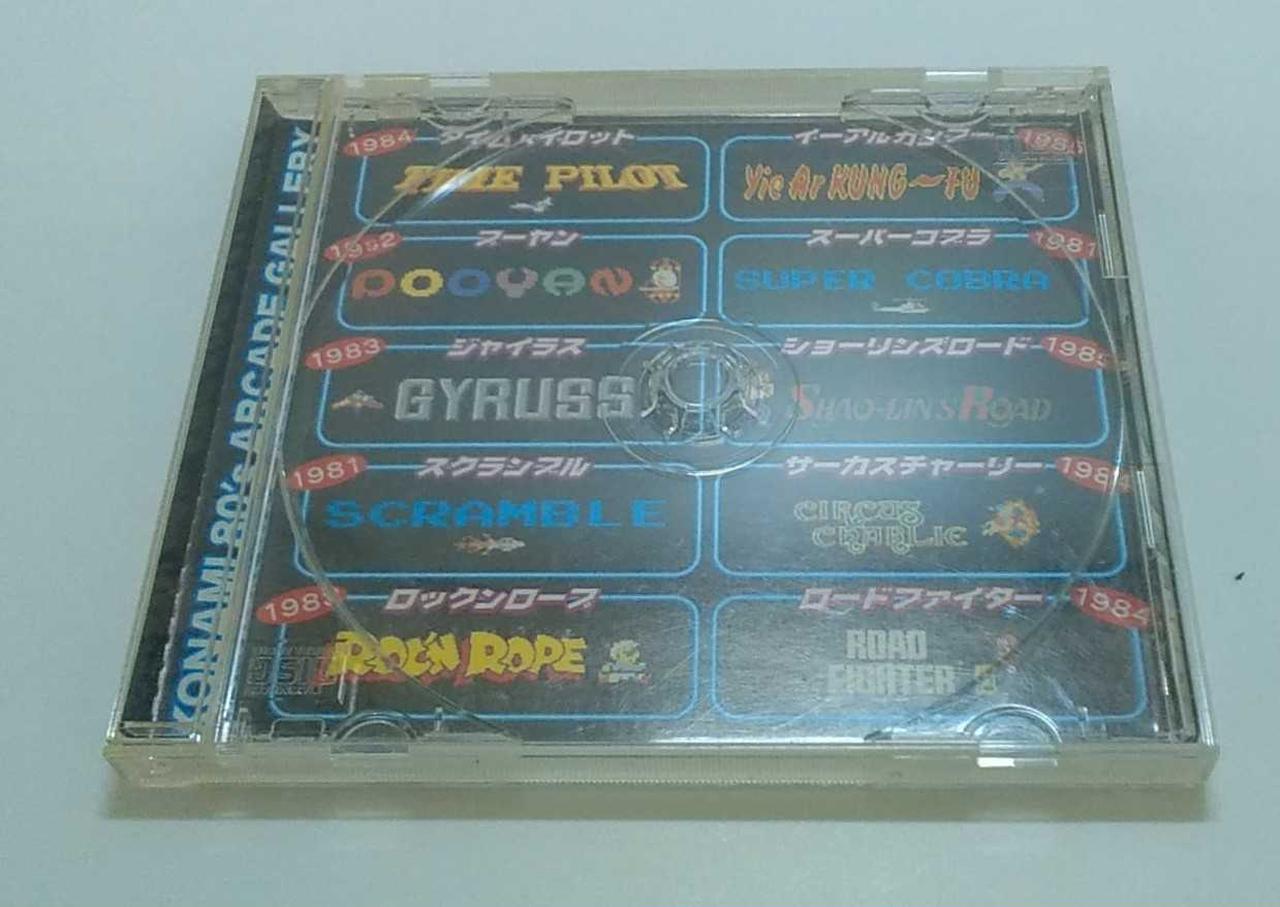 KONAMI 80's ARCADE GALLERY
1984 タイムパイロット
TIME PILOT
イーアルカンフー
Yie Ar KUNG~FU
1982 プーヤン
POOYAN
スーパーコブラ 1981
SUPER COBRA
1983 ジャイラス
GYRUSS
ショーリンズロード 1985
SHAO-LIN'S ROAD
1981 スクランブル
SCRAMBLE
サーカスチャーリー 1984
CIRCUS
CHARLIE
ロックンロープ
ROC'N ROPE
ロードファイター 1984
ROAD
FIGHTER